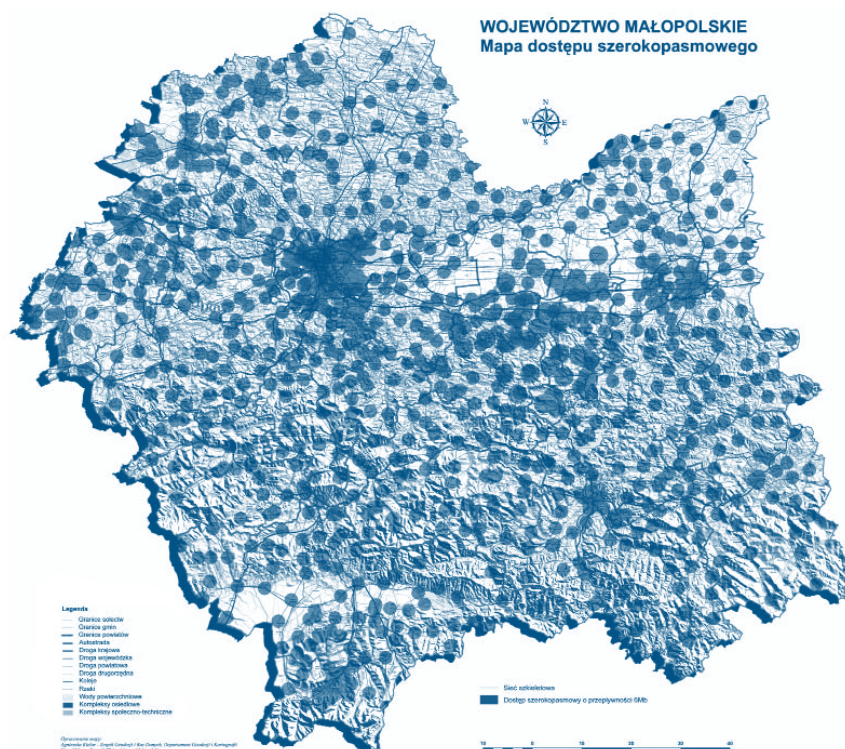 WOJEWÓDZTWO MAŁOPOLSKIE
Mapa dostępu szerokopasmowego
N
W E
S
Legenda
Granice sołectw
Granice gmin
Granice powiatów
Autostrada
Droga krajowa
Droga wojewódzka
Droga powiatowa
Droga drugorzędna
Koleje
Rzeki
Wody powierzchniowe
Kompleksy osiedlowe
Kompleksy społeczno-techniczne
Sieć szkieletowa
Dostęp szerokopasmowy o przepływności 6Mb
Opracowanie mapy:
10 0 10 20 30 40